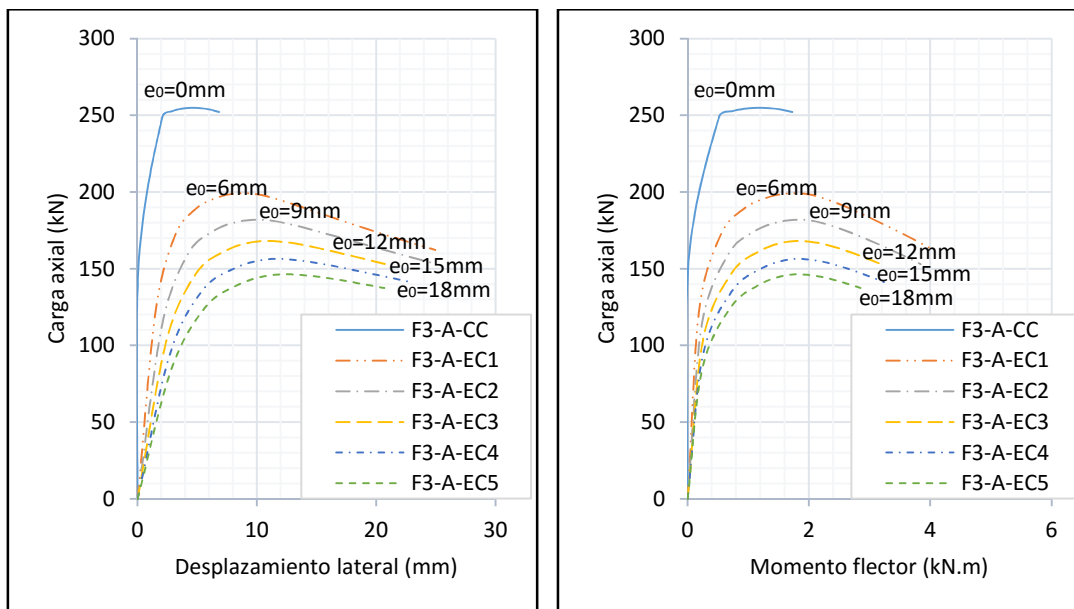 300
250
200
150
100
50
0
Carga axial (kN)
e₀=0mm
e₀=6mm
e₀=9mm
e₀=12mm
e₀=15mm
e₀=18mm
F3-A-CC
F3-A-EC1
F3-A-EC2
F3-A-EC3
F3-A-EC4
F3-A-EC5
0 10 20 30
Desplazamiento lateral (mm)
300
250
200
150
100
50
0
Carga axial (kN)
e₀=0mm
e₀=6mm
e₀=9mm
e₀=12mm
e₀=15mm
e₀=18mm
F3-A-CC
F3-A-EC1
F3-A-EC2
F3-A-EC3
F3-A-EC4
F3-A-EC5
0 2 4 6
Momento flector (kN.m)